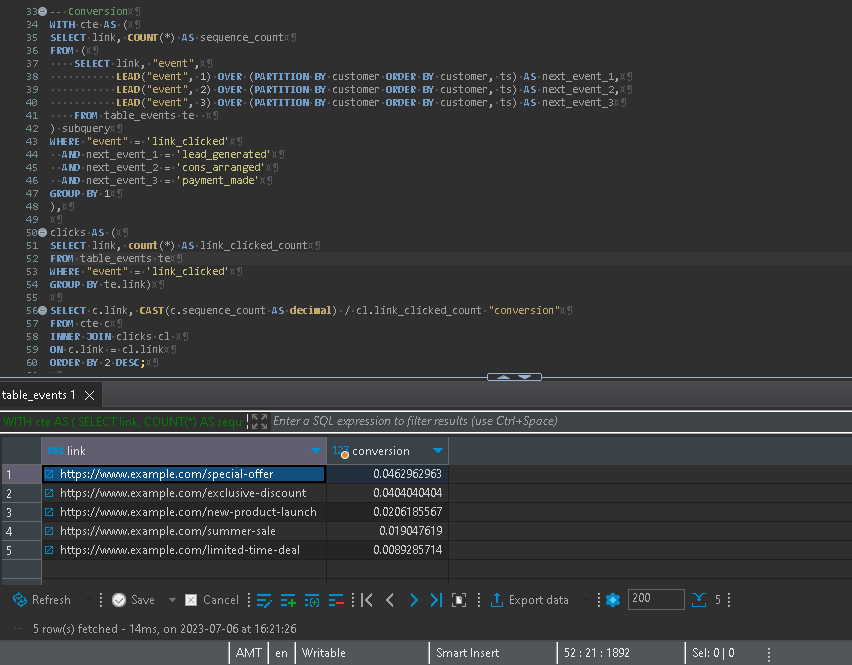 33 -- Conversion
34 WITH cte AS (
35 SELECT link, COUNT(*) AS sequence_count
36 FROM (
37     SELECT link, "event",
38            LEAD("event", 1) OVER (PARTITION BY customer ORDER BY customer, ts) AS next_event_1,
39            LEAD("event", 2) OVER (PARTITION BY customer ORDER BY customer, ts) AS next_event_2,
40            LEAD("event", 3) OVER (PARTITION BY customer ORDER BY customer, ts) AS next_event_3
41     FROM table_events te
42 ) subquery
43 WHERE "event" = 'link_clicked'
44   AND next_event_1 = 'lead_generated'
45   AND next_event_2 = 'cons_arranged'
46   AND next_event_3 = 'payment_made'
47 GROUP BY 1
48 ),
49
50 clicks AS (
51 SELECT link, count(*) AS link_clicked_count
52 FROM table_events te
53 WHERE "event" = 'link_clicked'
54 GROUP BY te.link)
55
56 SELECT c.link, CAST(c.sequence_count AS decimal) / cl.link_clicked_count "conversion"
57 FROM cte c
58 INNER JOIN clicks cl
59 ON c.link = cl.link
60 ORDER BY 2 DESC;
table_events 1
WITH cte AS ( SELECT link, COUNT(*) AS sequ Enter a SQL expression to filter results (use Ctrl+Space)
ABC link 123 conversion
1 https://www.example.com/special-offer 0.0462962963
2 https://www.example.com/exclusive-discount 0.0404040404
3 https://www.example.com/new-product-launch 0.0206185567
4 https://www.example.com/summer-sale 0.019047619
5 https://www.example.com/limited-time-deal 0.0089285714
Refresh Save Cancel Export data 200 5
5 row(s) fetched - 14ms, on 2023-07-06 at 16:21:26
AMT en Writable Smart Insert 52 : 21 : 1892 Sel: 0 | 0